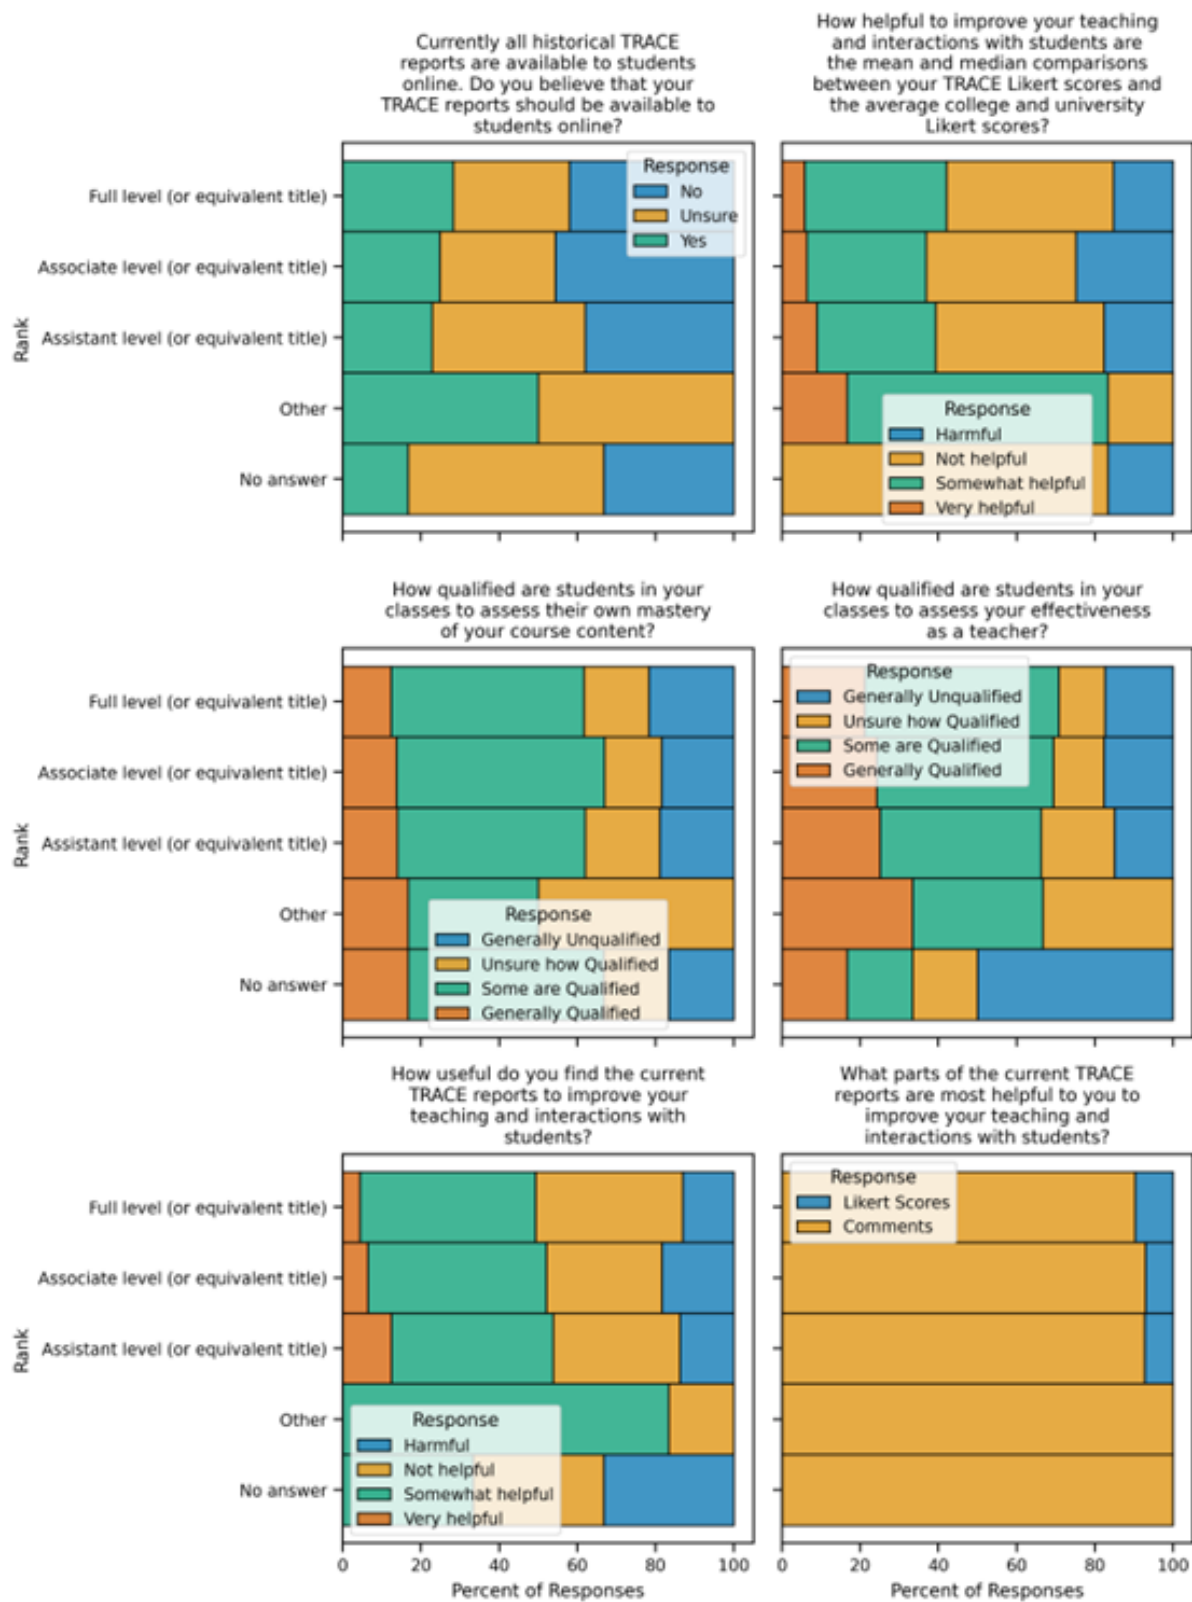 Currently all historical TRACE
reports are available to students
online. Do you believe that your
TRACE reports should be available to
students online?
How helpful to improve your teaching
and interactions with students are
the mean and median comparisons
between your TRACE Likert scores and
the average college and university
Likert scores?
Rank
Full level (or equivalent title)
Associate level (or equivalent title)
Assistant level (or equivalent title)
Other
No answer
Response
No
Unsure
Yes
Response
Harmful
Not helpful
Somewhat helpful
Very helpful
How qualified are students in your
classes to assess their own mastery
of your course content?
How qualified are students in your
classes to assess your effectiveness
as a teacher?
Rank
Full level (or equivalent title)
Associate level (or equivalent title)
Assistant level (or equivalent title)
Other
No answer
Response
Generally Unqualified
Unsure how Qualified
Some are Qualified
Generally Qualified
Response
Generally Unqualified
Unsure how Qualified
Some are Qualified
Generally Qualified
How useful do you find the current
TRACE reports to improve your
teaching and interactions with
students?
What parts of the current TRACE
reports are most helpful to you to
improve your teaching and
interactions with students?
Rank
Full level (or equivalent title)
Associate level (or equivalent title)
Assistant level (or equivalent title)
Other
No answer
Response
Harmful
Not helpful
Somewhat helpful
Very helpful
Response
Likert Scores
Comments
0 20 40 60 80 100
Percent of Responses
0 20 40 60 80 100
Percent of Responses